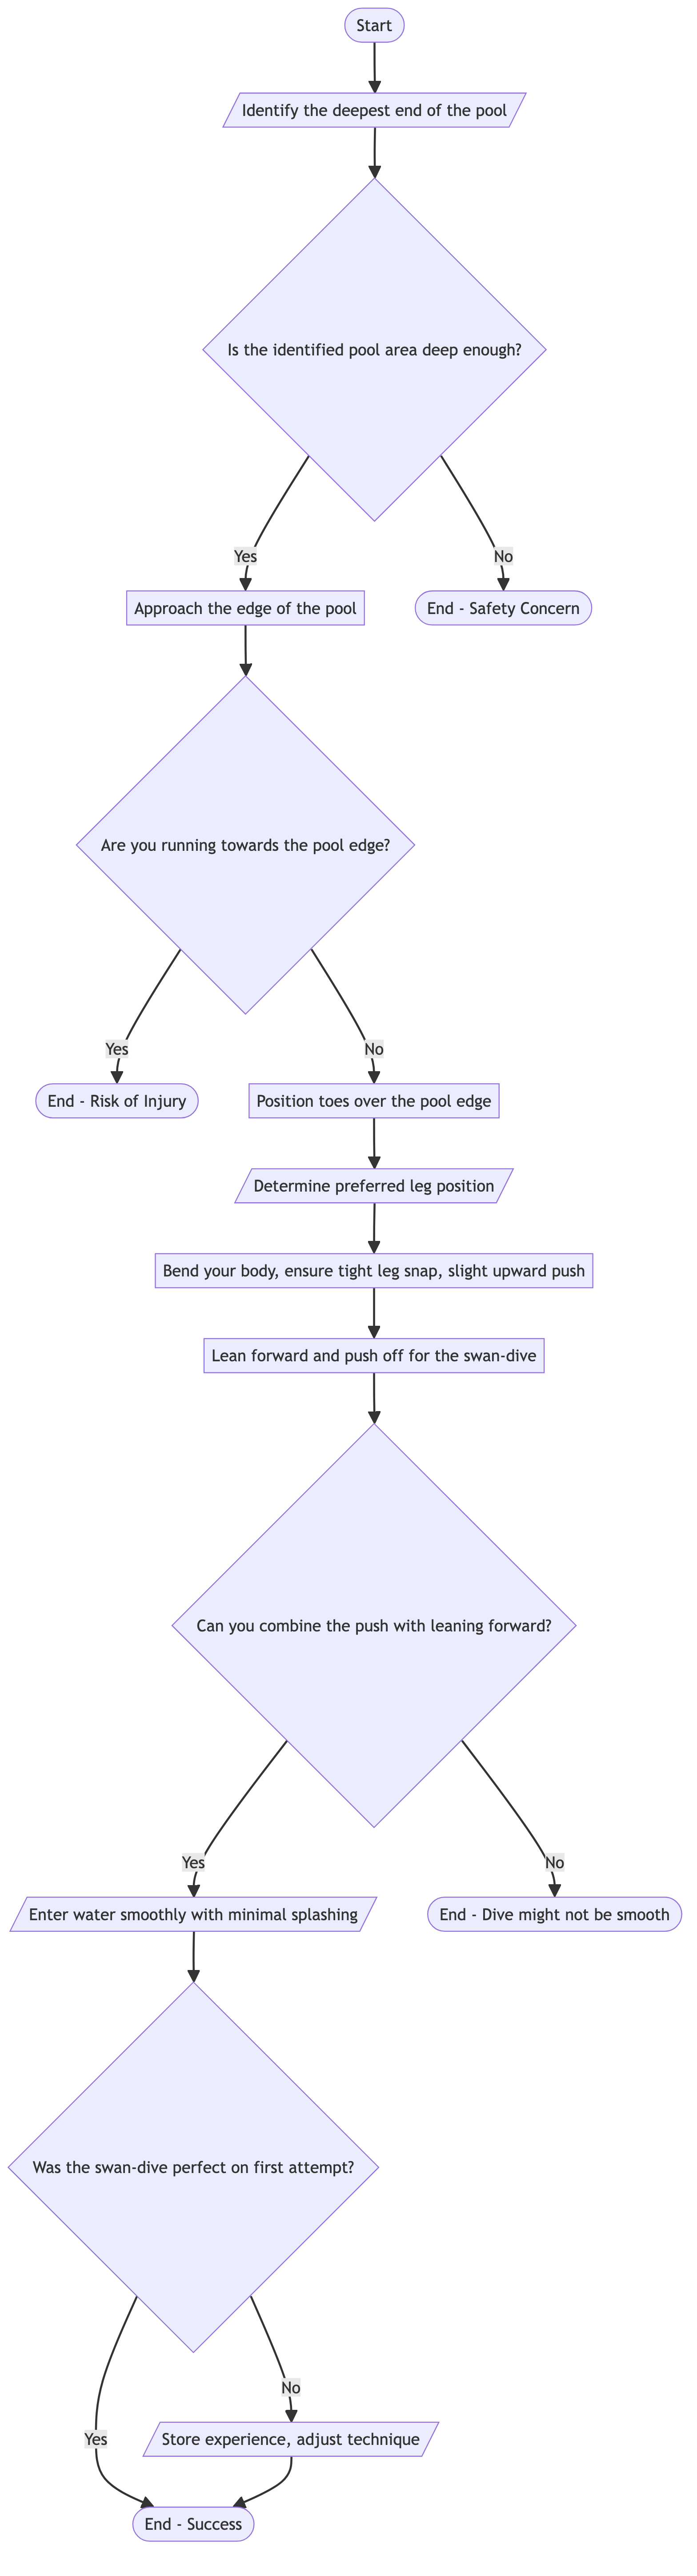 Start
Identify the deepest end of the pool
Is the identified pool area deep enough?
Yes
No
Approach the edge of the pool
End - Safety Concern
Are you running towards the pool edge?
Yes
No
End - Risk of Injury
Position toes over the pool edge
Determine preferred leg position
Bend your body, ensure tight leg snap, slight upward push
Lean forward and push off for the swan-dive
Can you combine the push with leaning forward?
Yes
No
Enter water smoothly with minimal splashing
End - Dive might not be smooth
Was the swan-dive perfect on first attempt?
No
Yes
Store experience, adjust technique
End - Success